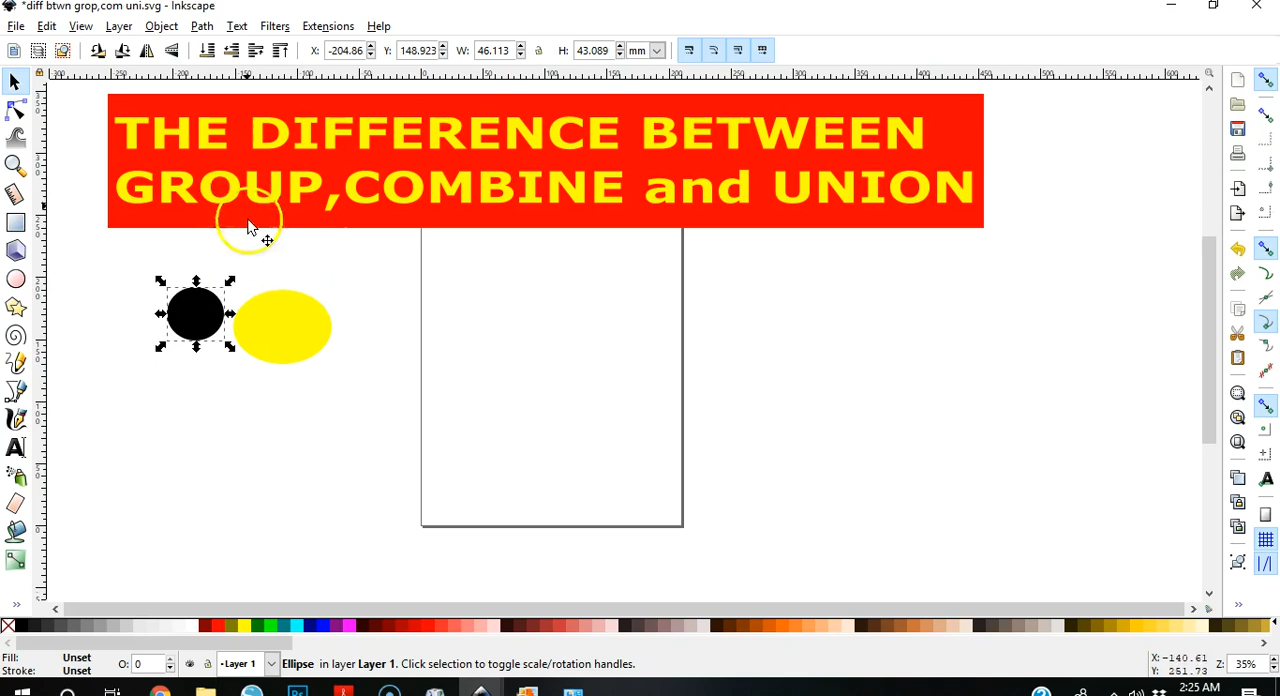 *diff btwn grop,com uni.svg - Inkscape
File Edit View Layer Object Path Text Filters Extensions Help
X: -204.86 Y: 148.923 W: 46.113 H: 43.089 mm
THE DIFFERENCE BETWEEN
GROUP,COMBINE and UNION
Fill: Unset O: 0 Layer 1 Ellipse in layer Layer 1. Click selection to toggle scale/rotation handles. X: -140.61 Z: 35%
Stroke: Unset Y: 251.73
2:25 AM